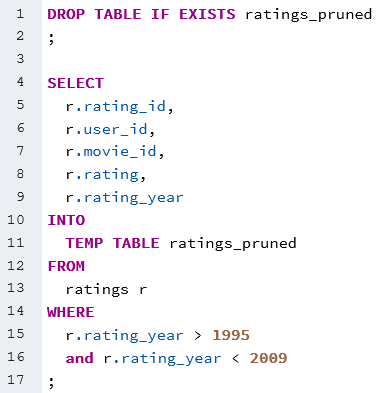 1 DROP TABLE IF EXISTS ratings_pruned
2 ;
3
4 SELECT
5   r.rating_id,
6   r.user_id,
7   r.movie_id,
8   r.rating,
9   r.rating_year
10 INTO
11   TEMP TABLE ratings_pruned
12 FROM
13   ratings r
14 WHERE
15   r.rating_year > 1995
16   and r.rating_year < 2009
17 ;